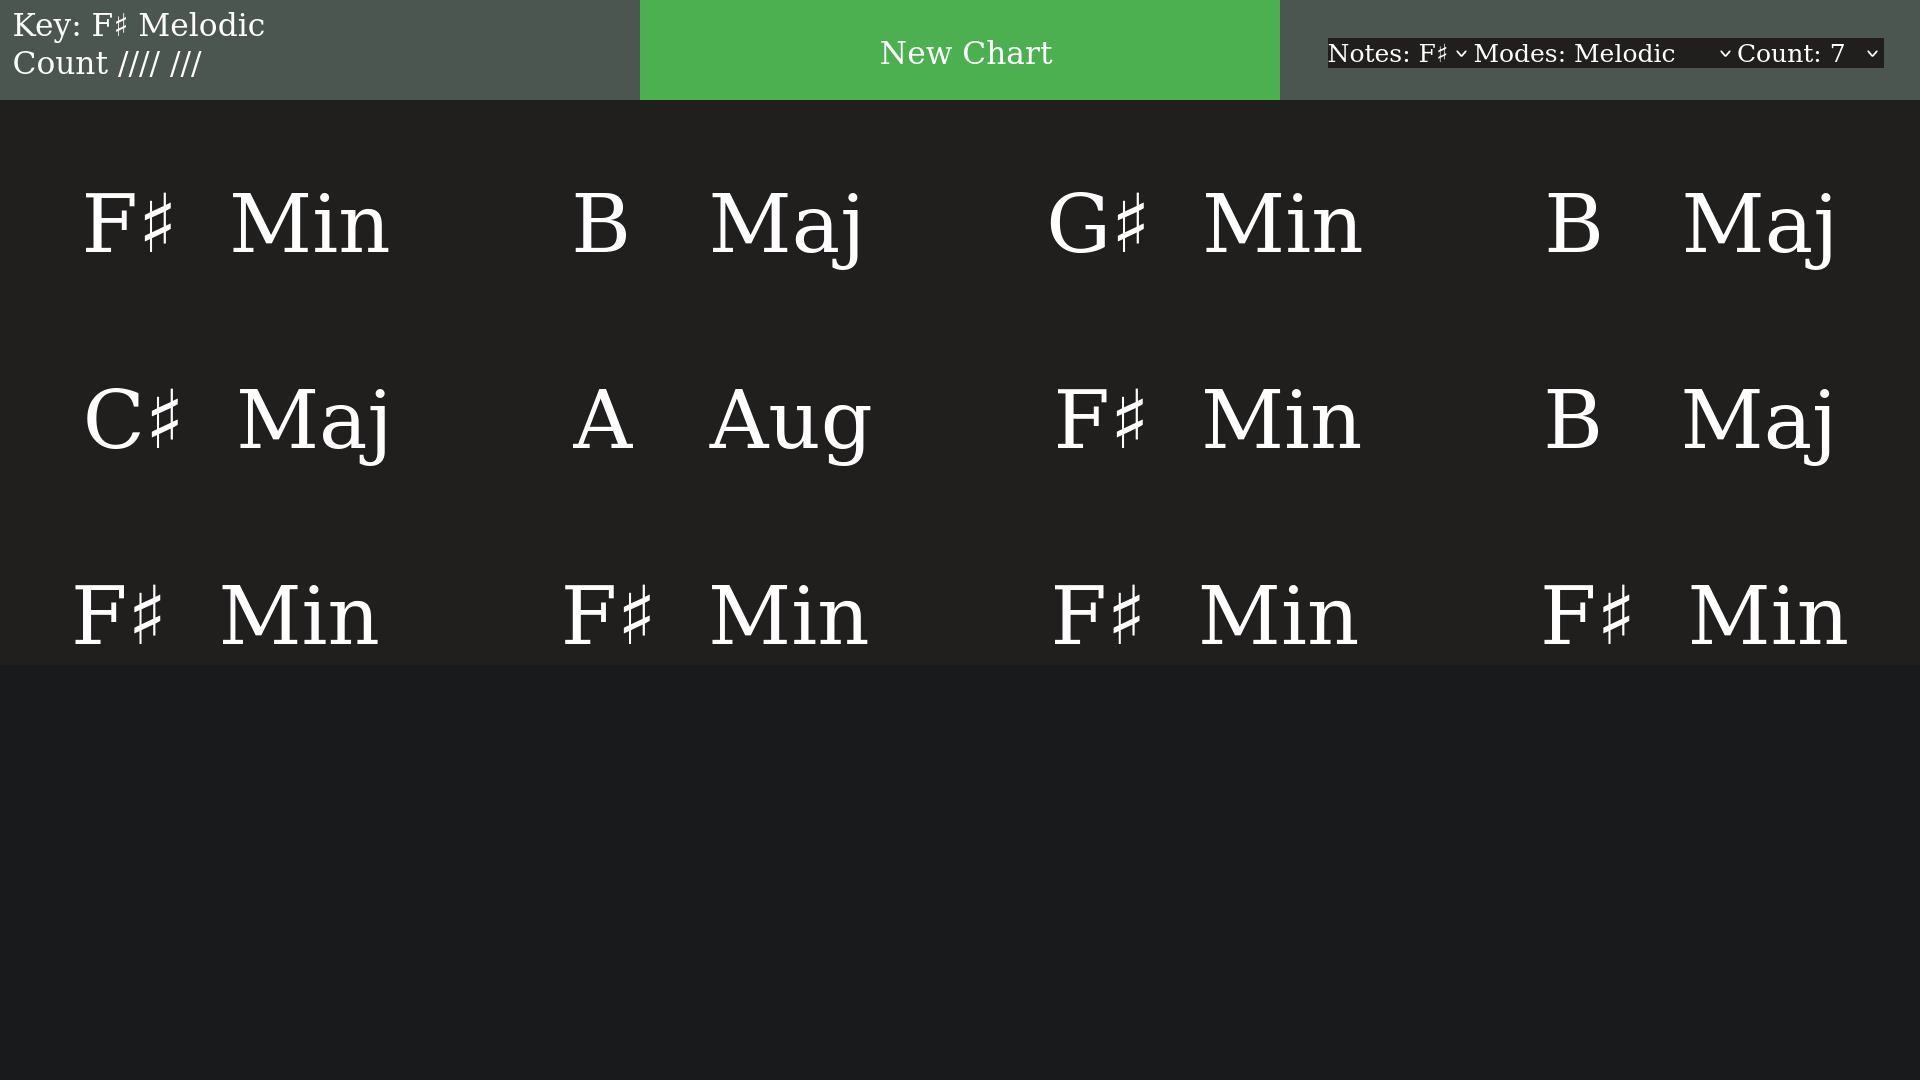 Key: F♯ Melodic
Count //// ///
New Chart
Notes: F♯ Modes: Melodic Count: 7
F♯ Min B Maj G♯ Min B Maj
C♯ Maj A Aug F♯ Min B Maj
F♯ Min F♯ Min F♯ Min F♯ Min